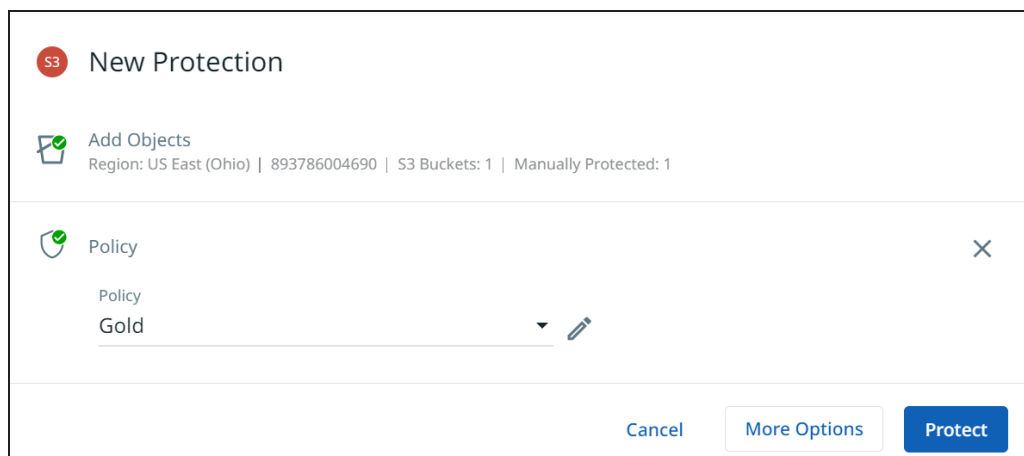 S3 New Protection
Add Objects
Region: US East (Ohio) | 893786004690 | S3 Buckets: 1 | Manually Protected: 1
Policy
Policy
Gold
Cancel More Options Protect